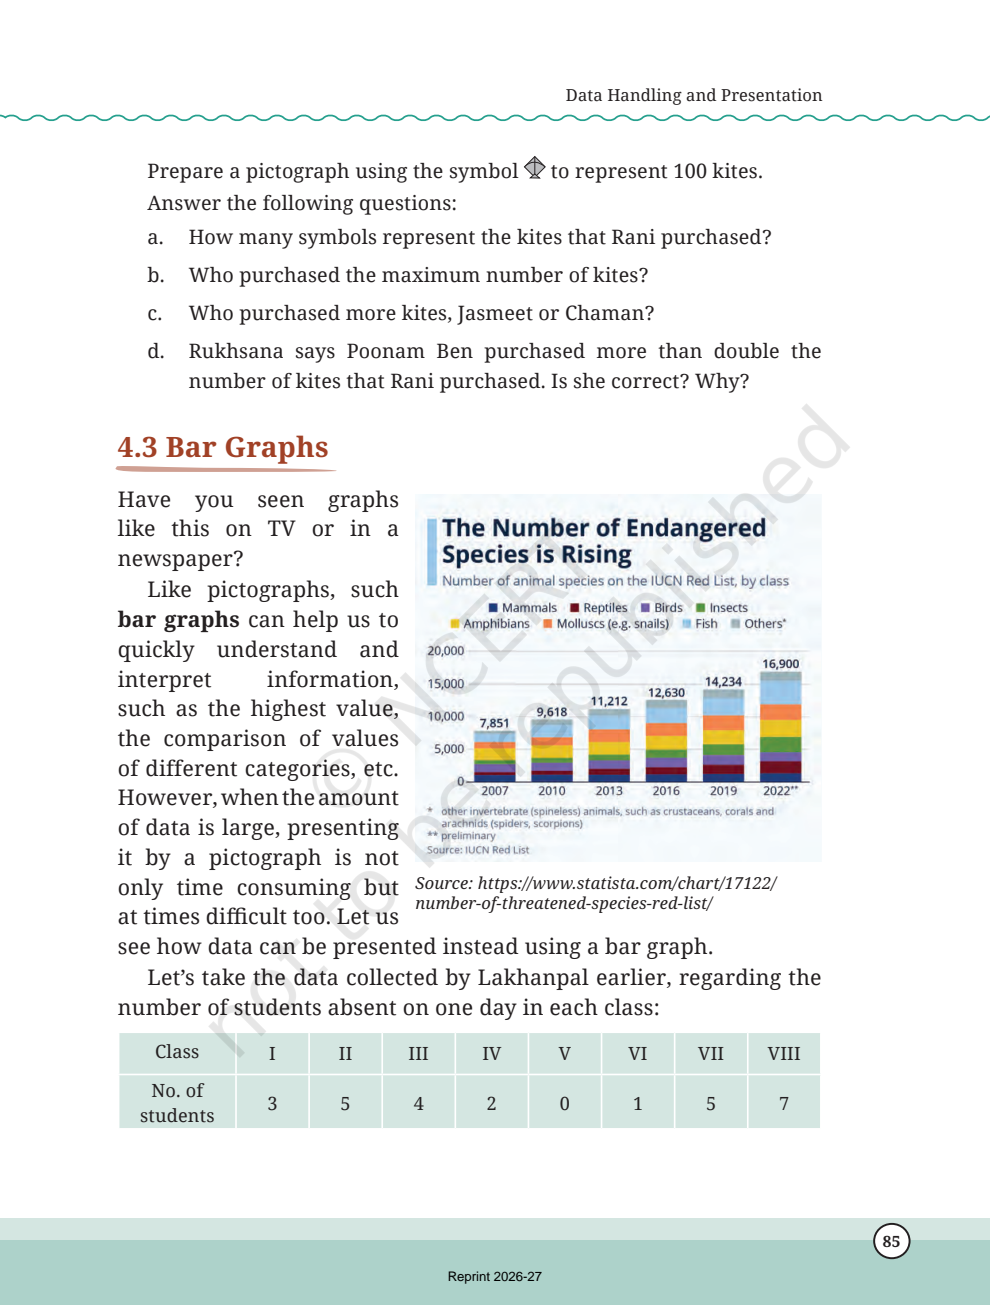 Data Handling and Presentation
Prepare a pictograph using the symbol to represent 100 kites.
Answer the following questions:
a. How many symbols represent the kites that Rani purchased?
b. Who purchased the maximum number of kites?
c. Who purchased more kites, Jasmeet or Chaman?
d. Rukhsana says Poonam Ben purchased more than double the
number of kites that Rani purchased. Is she correct? Why?
4.3 Bar Graphs
Have you seen graphs
like this on TV or in a
newspaper?
Like pictographs, such
bar graphs can help us to
quickly understand and
interpret information,
such as the highest value,
the comparison of values
of different categories, etc.
However, when the amount
of data is large, presenting
it by a pictograph is not
only time consuming but
at times difficult too. Let us
see how data can be presented instead using a bar graph.
The Number of Endangered
Species is Rising
Number of animal species on the IUCN Red List, by class
Mammals Reptiles Birds Insects
Amphibians Molluscs (e.g. snails) Fish Others*
20,000
15,000
10,000
5,000
0
7,851 9,618 11,212 12,630 14,234 16,900
2007 2010 2013 2016 2019 2022**
* other invertebrate (spineless) animals, such as crustaceans, corals and
arachnids (spiders, scorpions)
** preliminary
Source: IUCN Red List
Source: https://www.statista.com/chart/17122/
number-of-threatened-species-red-list/
Let's take the data collected by Lakhanpal earlier, regarding the
number of students absent on one day in each class:
Class I II III IV V VI VII VIII
No. of
students 3 5 4 2 0 1 5 7
© NCERT
not to be republished
85
Reprint 2026-27